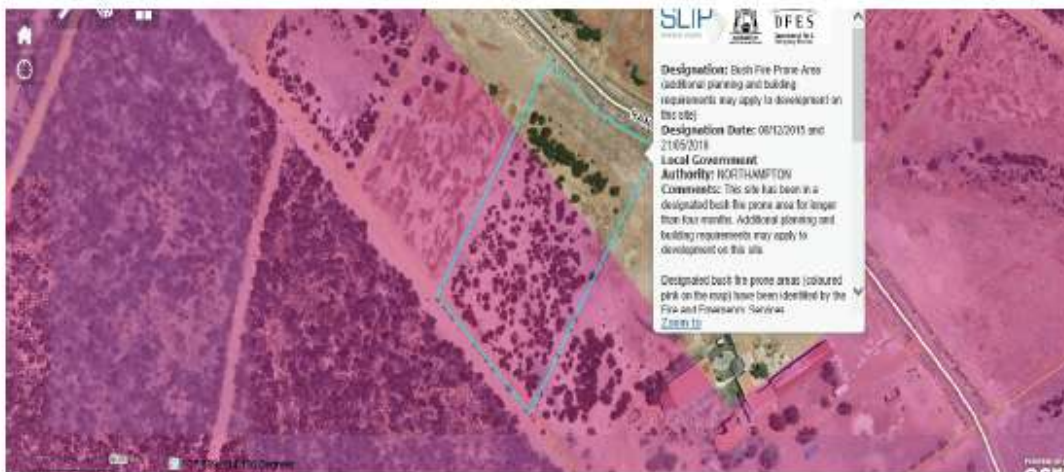 SLIP
DFES
Designation: Bush Fire Prone Area
(additional planning and building
requirements may apply to development on
this site)
Designation Date: 08/12/2015 and
21/05/2016
Local Government
Authority: NORTHAMPTON
Comments: This site has been in a
designated bush fire prone area for longer
than four months. Additional planning and
building requirements may apply to
development on this site.
Designated bush fire prone areas (coloured
pink on the map) have been identified by the
Fire and Emergency Services
Zoom to